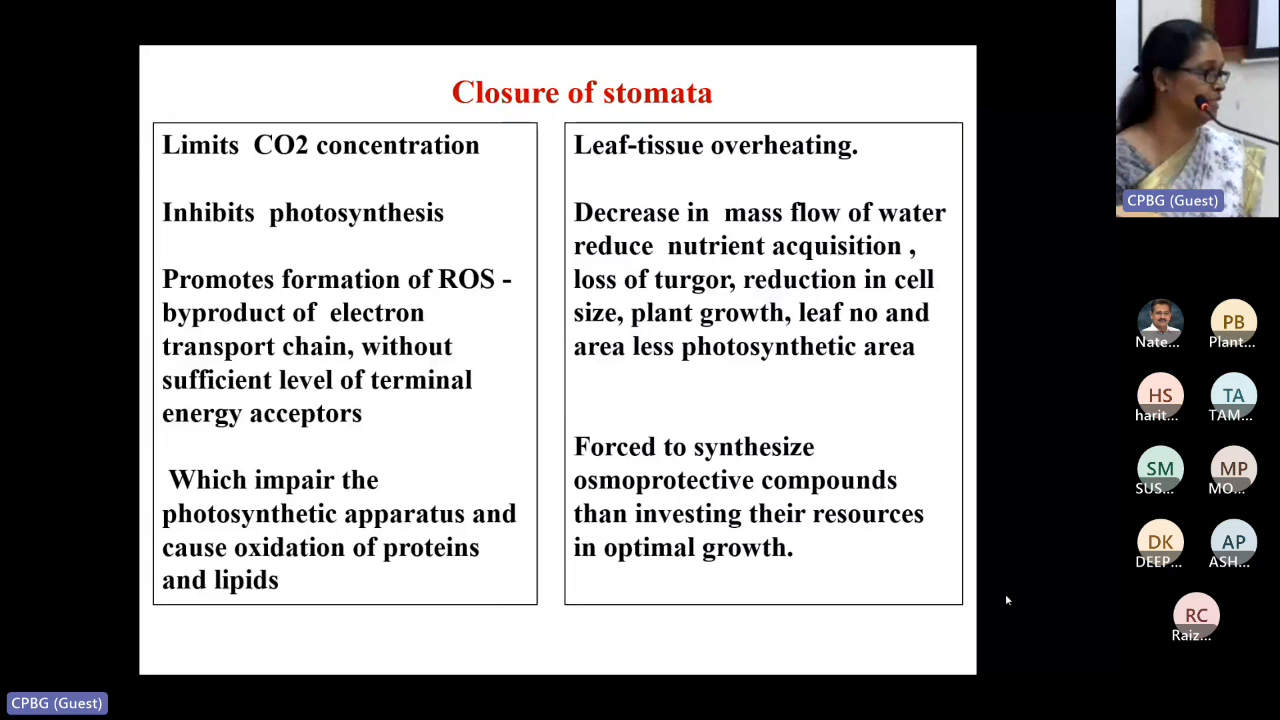 Closure of stomata
Limits CO2 concentration
Inhibits photosynthesis
Promotes formation of ROS -
byproduct of electron
transport chain, without
sufficient level of terminal
energy acceptors
Which impair the
photosynthetic apparatus and
cause oxidation of proteins
and lipids
Leaf-tissue overheating.
Decrease in mass flow of water
reduce nutrient acquisition ,
loss of turgor, reduction in cell
size, plant growth, leaf no and
area less photosynthetic area
Forced to synthesize
osmoprotective compounds
than investing their resources
in optimal growth.
CPBG (Guest)
Nate...
PB
Plant...
HS
harit...
TA
TAM...
SM
SUS...
MP
MO...
DK
DEEP...
AP
ASH...
RC
Raiz...
CPBG (Guest)